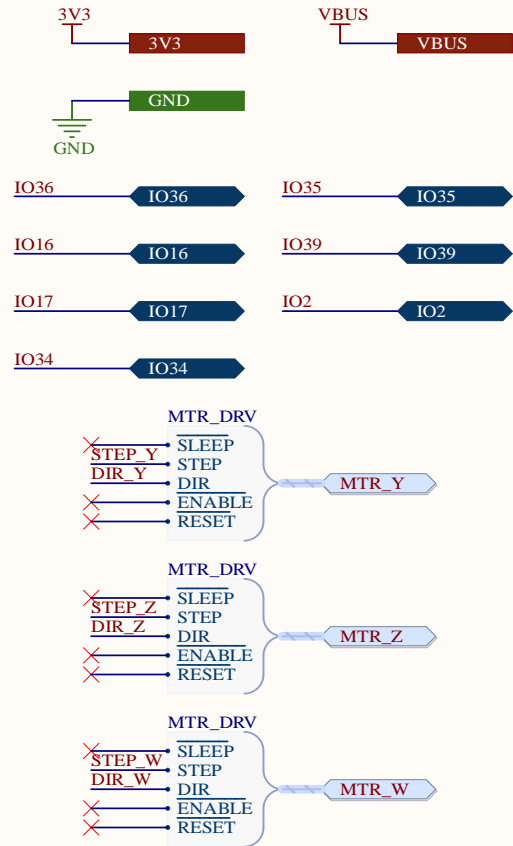 3V3 VBUS
3V3 VBUS
GND
GND
IO36 IO36 IO35 IO35
IO16 IO16 IO39 IO39
IO17 IO17 IO2 IO2
IO34 IO34
MTR_DRV
SLEEP
STEP_Y STEP
DIR_Y DIR MTR_Y
ENABLE
RESET
MTR_DRV
SLEEP
STEP_Z STEP
DIR_Z DIR MTR_Z
ENABLE
RESET
MTR_DRV
SLEEP
STEP_W STEP
DIR_W DIR MTR_W
ENABLE
RESET